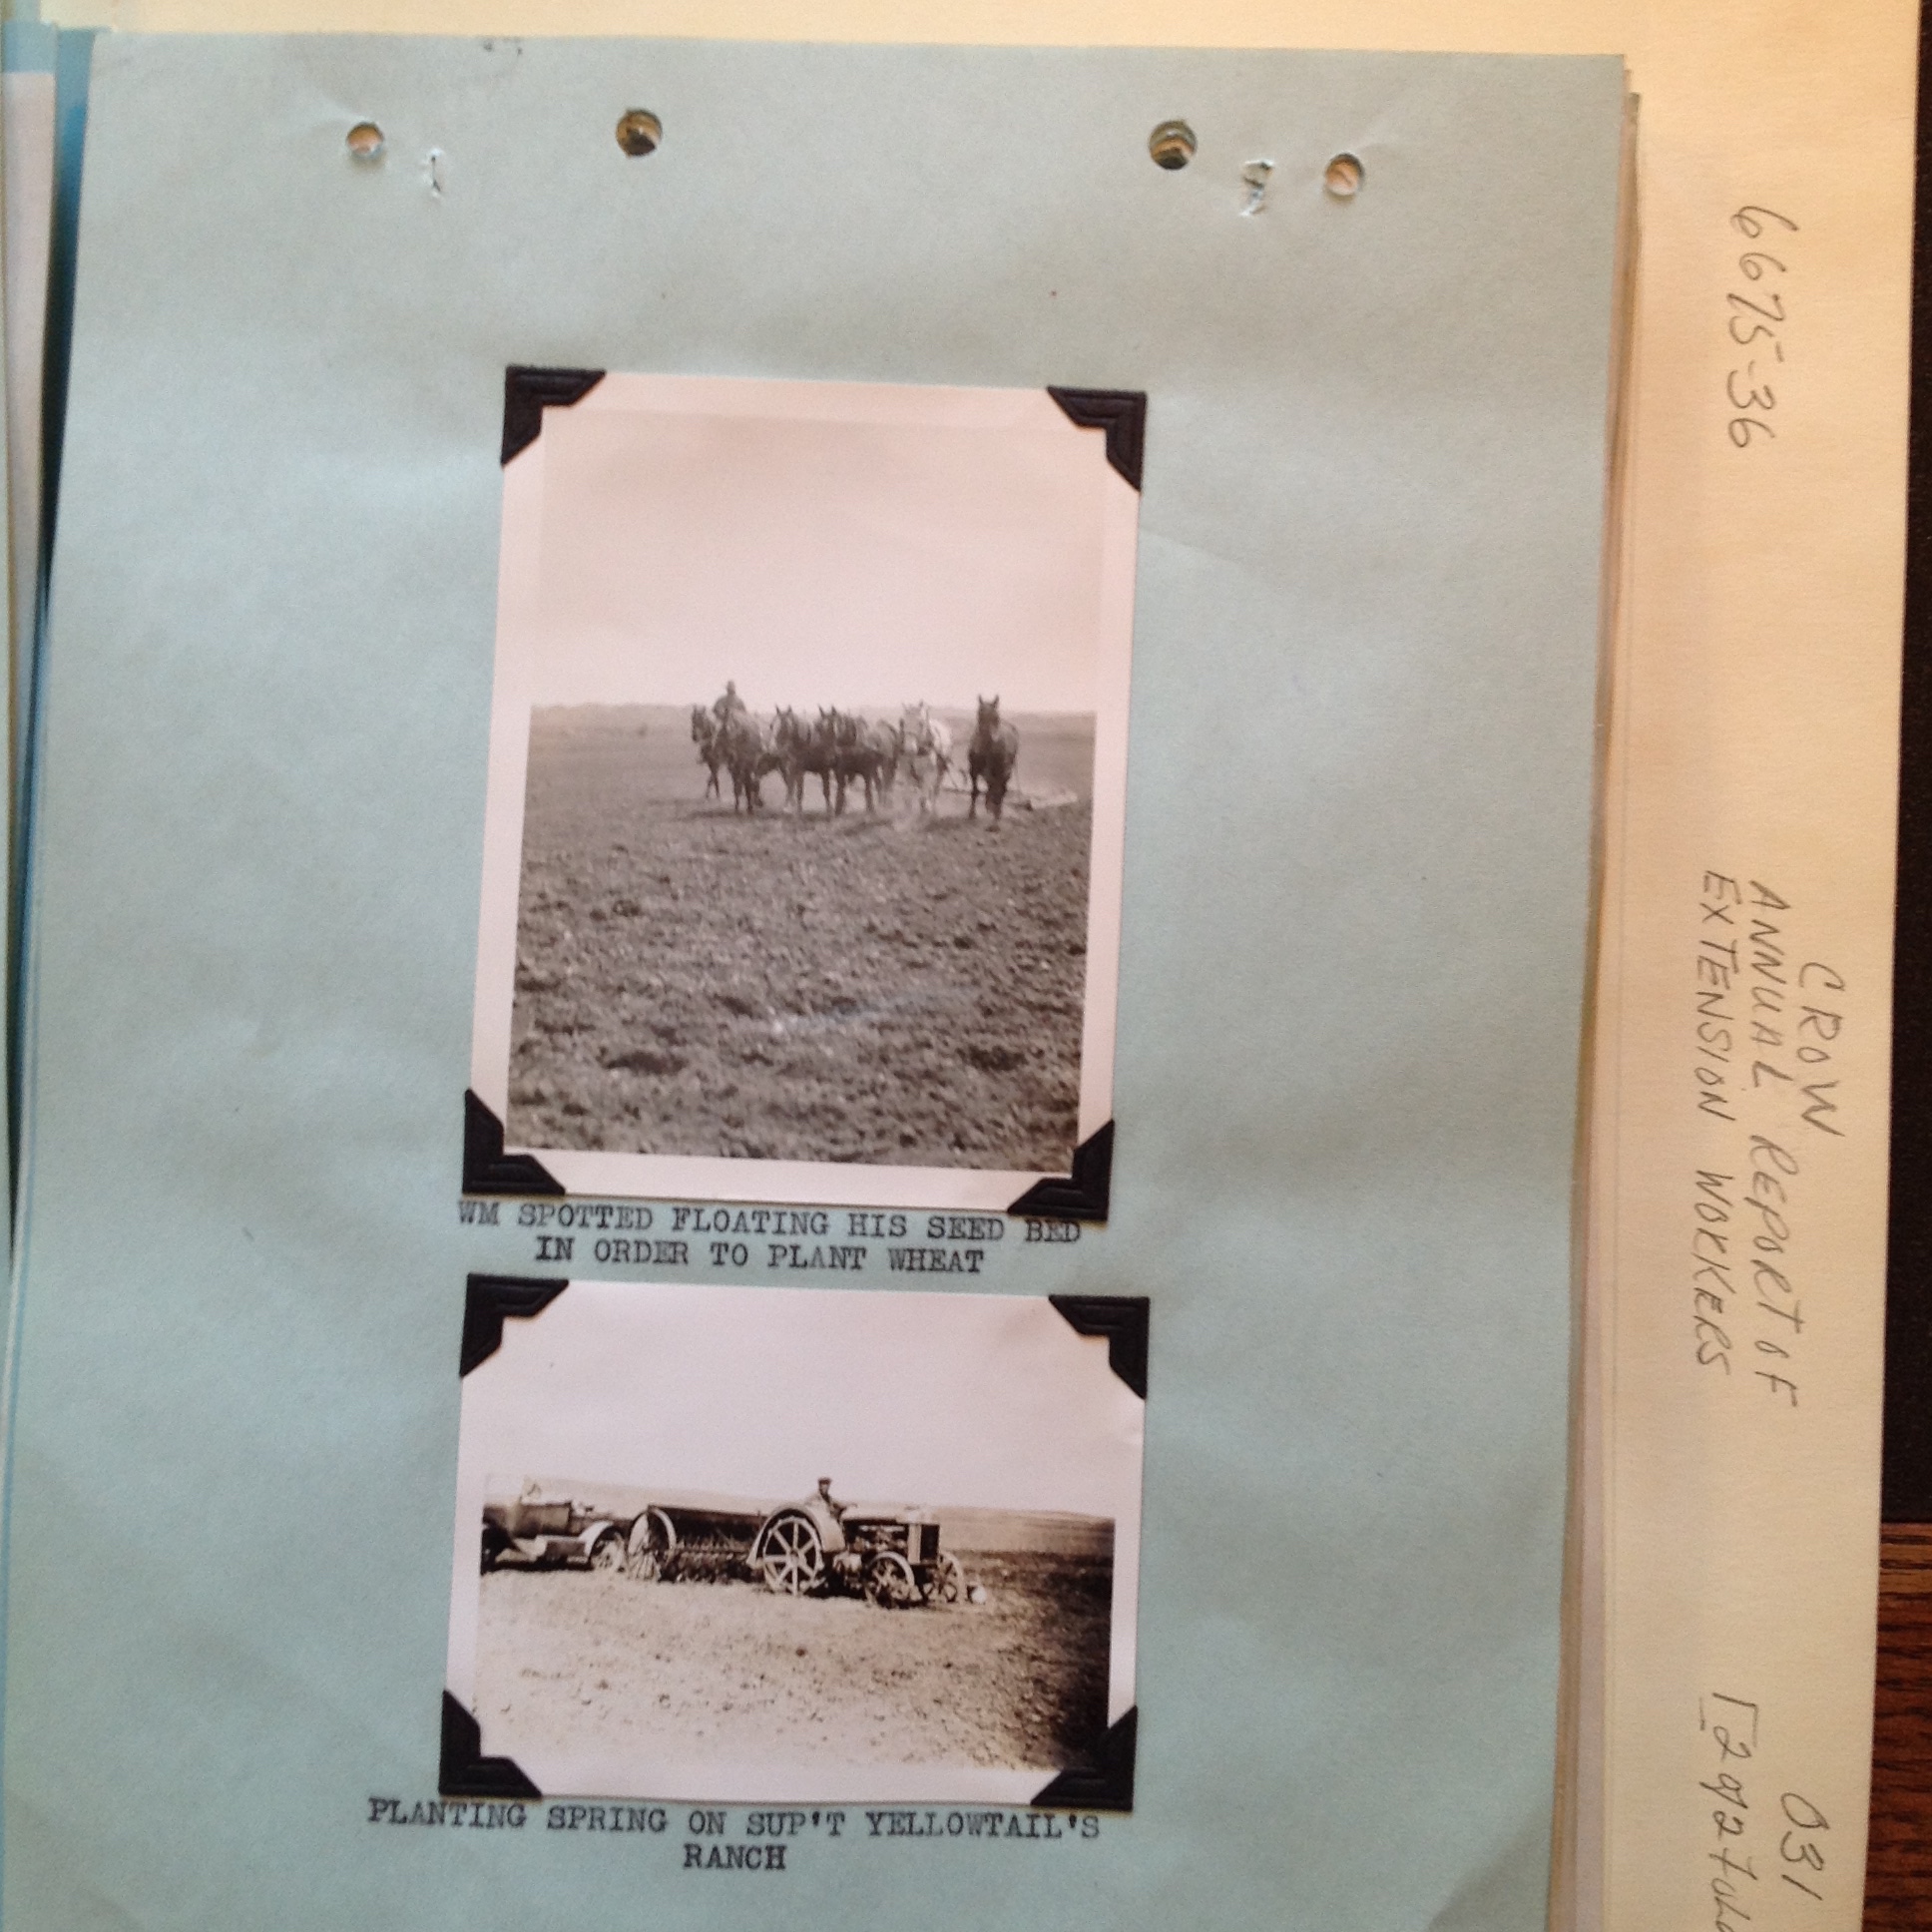 WM SPOTTED FLOATING HIS SEED BED
IN ORDER TO PLANT WHEAT
PLANTING SPRING ON SUP'T YELLOWTAIL'S
RANCH
6675-36
CROW
ANNUAL REPORT OF
EXTENSION WORKERS
031